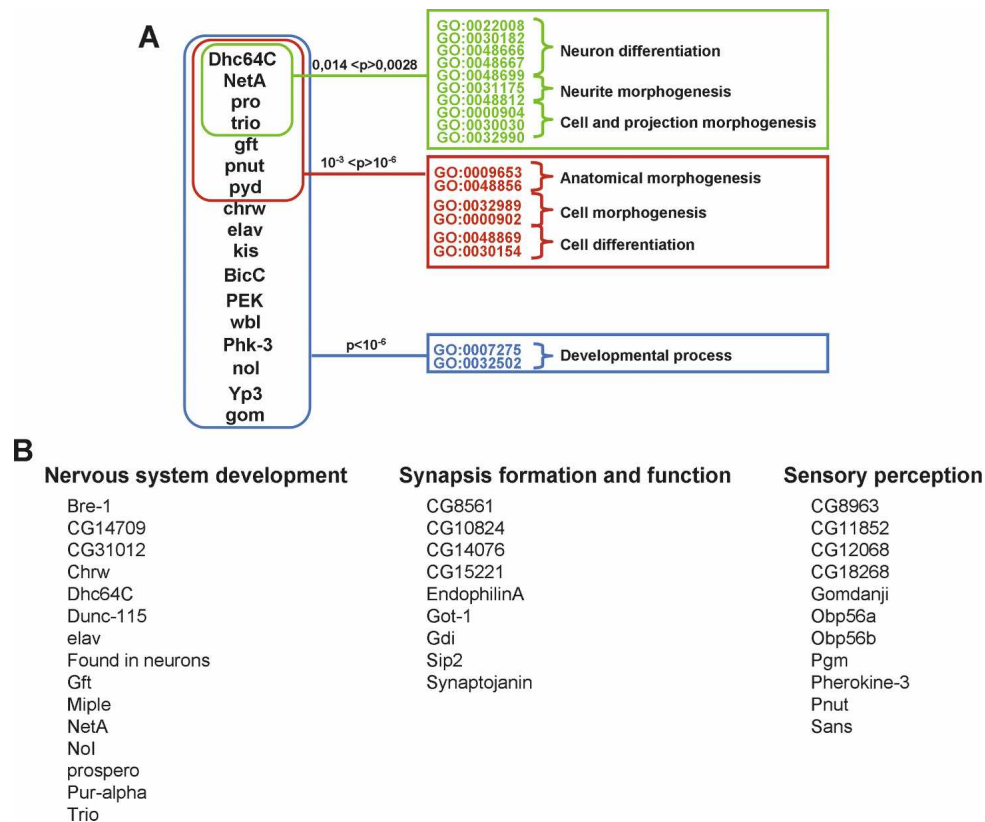 A
Dhc64C
NetA
pro
trio
gft
pnut
pyd
chrw
elav
kis
BicC
PEK
wbl
Phk-3
nol
Yp3
gom
0,014 <p>0,0028
GO:0022008
GO:0030182
GO:0048666
GO:0048667
GO:0048699
GO:0031175
GO:0048812
GO:0000904
GO:0030030
GO:0032990
Neuron differentiation
Neurite morphogenesis
Cell and projection morphogenesis
10-3 <p>10-6
GO:0009653
GO:0048856
GO:0032989
GO:0000902
GO:0048869
GO:0030154
Anatomical morphogenesis
Cell morphogenesis
Cell differentiation
p<10-6
GO:0007275
GO:0032502
Developmental process
B
Nervous system development
Bre-1
CG14709
CG31012
Chrw
Dhc64C
Dunc-115
elav
Found in neurons
Gft
Miple
NetA
Nol
prospero
Pur-alpha
Trio
Synapsis formation and function
CG8561
CG10824
CG14076
CG15221
EndophilinA
Got-1
Gdi
Sip2
Synaptojanin
Sensory perception
CG8963
CG11852
CG12068
CG18268
Gomdanji
Obp56a
Obp56b
Pgm
Pherokine-3
Pnut
Sans